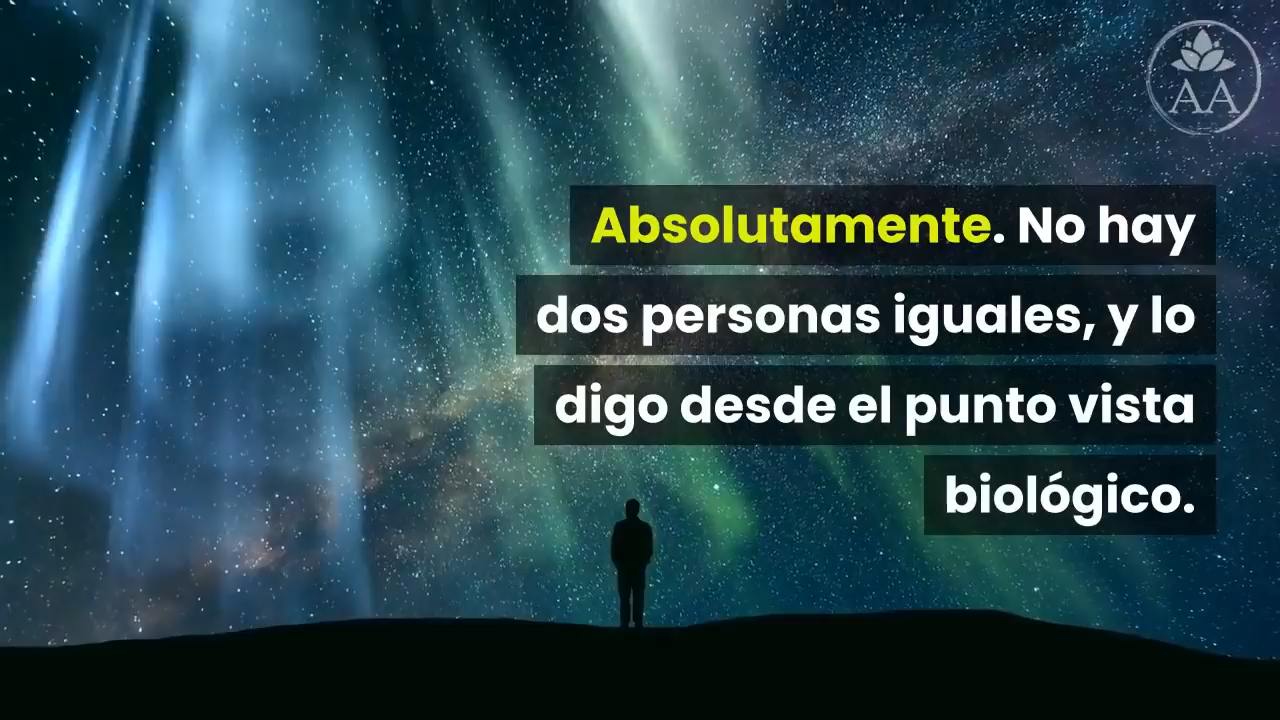 AA
Absolutamente. No hay
dos personas iguales, y lo
digo desde el punto vista
biológico.